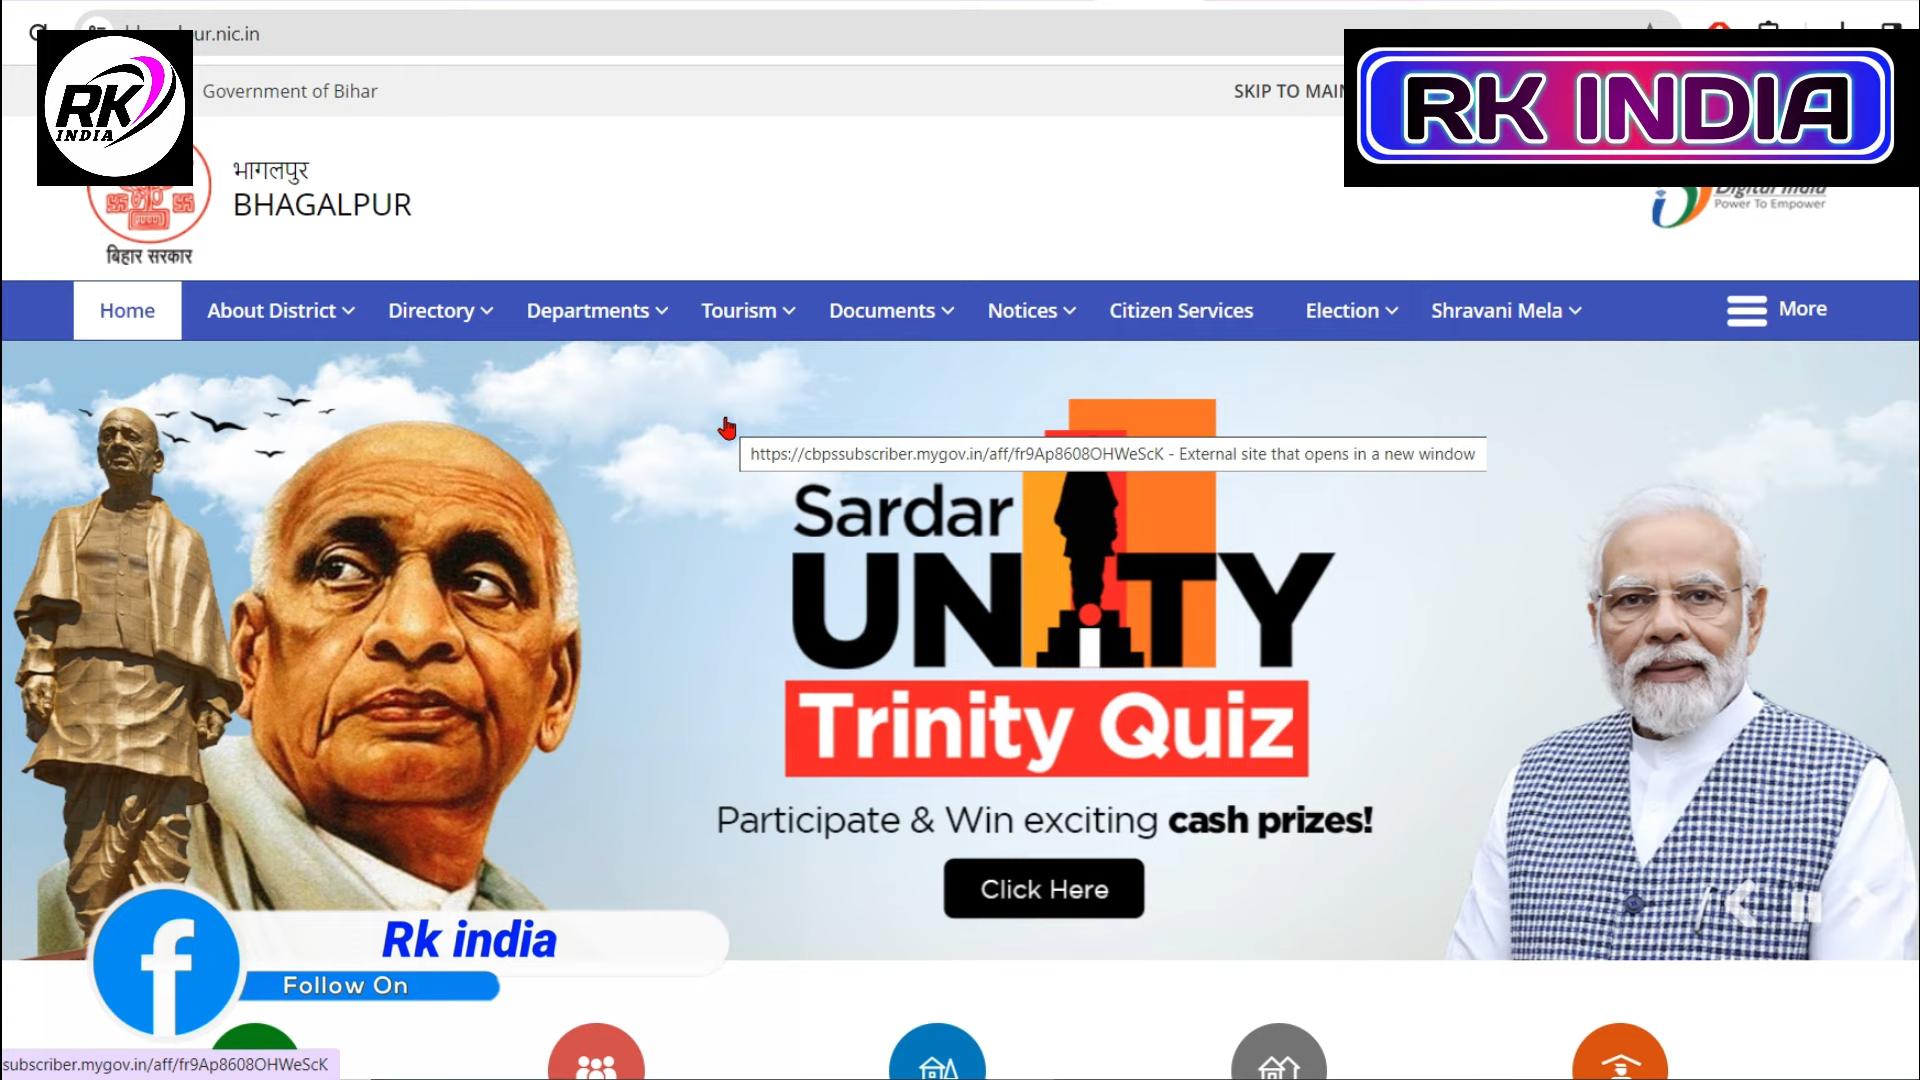 ur.nic.in
RK
INDIA
Government of Bihar
SKIP TO MAIN
RK INDIA
भागलपुर
BHAGALPUR
बिहार सरकार
Digital India
Power To Empower
Home
About District
Directory
Departments
Tourism
Documents
Notices
Citizen Services
Election
Shravani Mela
More
https://cbpssubscriber.mygov.in/aff/fr9Ap8608OHWeScK - External site that opens in a new window
Sardar
UNITY
Trinity Quiz
Participate & Win exciting cash prizes!
Click Here
Rk india
Follow On
subscriber.mygov.in/aff/fr9Ap8608OHWeScK